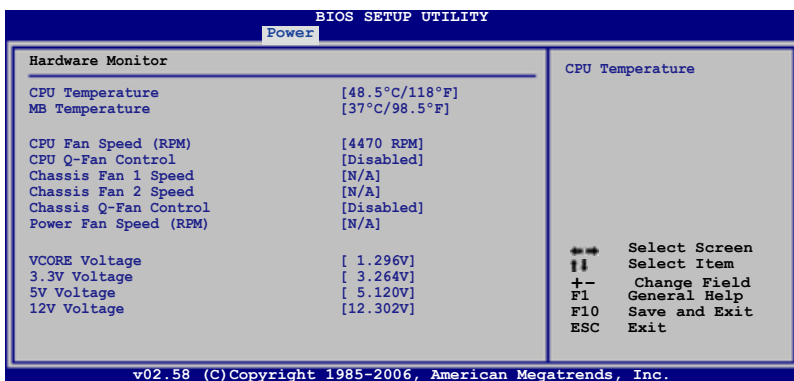 BIOS SETUP UTILITY
Power
Hardware Monitor
CPU Temperature [48.5°C/118°F]
MB Temperature [37°C/98.5°F]
CPU Fan Speed (RPM) [4470 RPM]
CPU Q-Fan Control [Disabled]
Chassis Fan 1 Speed [N/A]
Chassis Fan 2 Speed [N/A]
Chassis Q-Fan Control [Disabled]
Power Fan Speed (RPM) [N/A]
VCORE Voltage [ 1.296V]
3.3V Voltage [ 3.264V]
5V Voltage [ 5.120V]
12V Voltage [12.302V]
CPU Temperature
←→ Select Screen
↑↓ Select Item
+- Change Field
F1 General Help
F10 Save and Exit
ESC Exit
v02.58 (C)Copyright 1985-2006, American Megatrends, Inc.